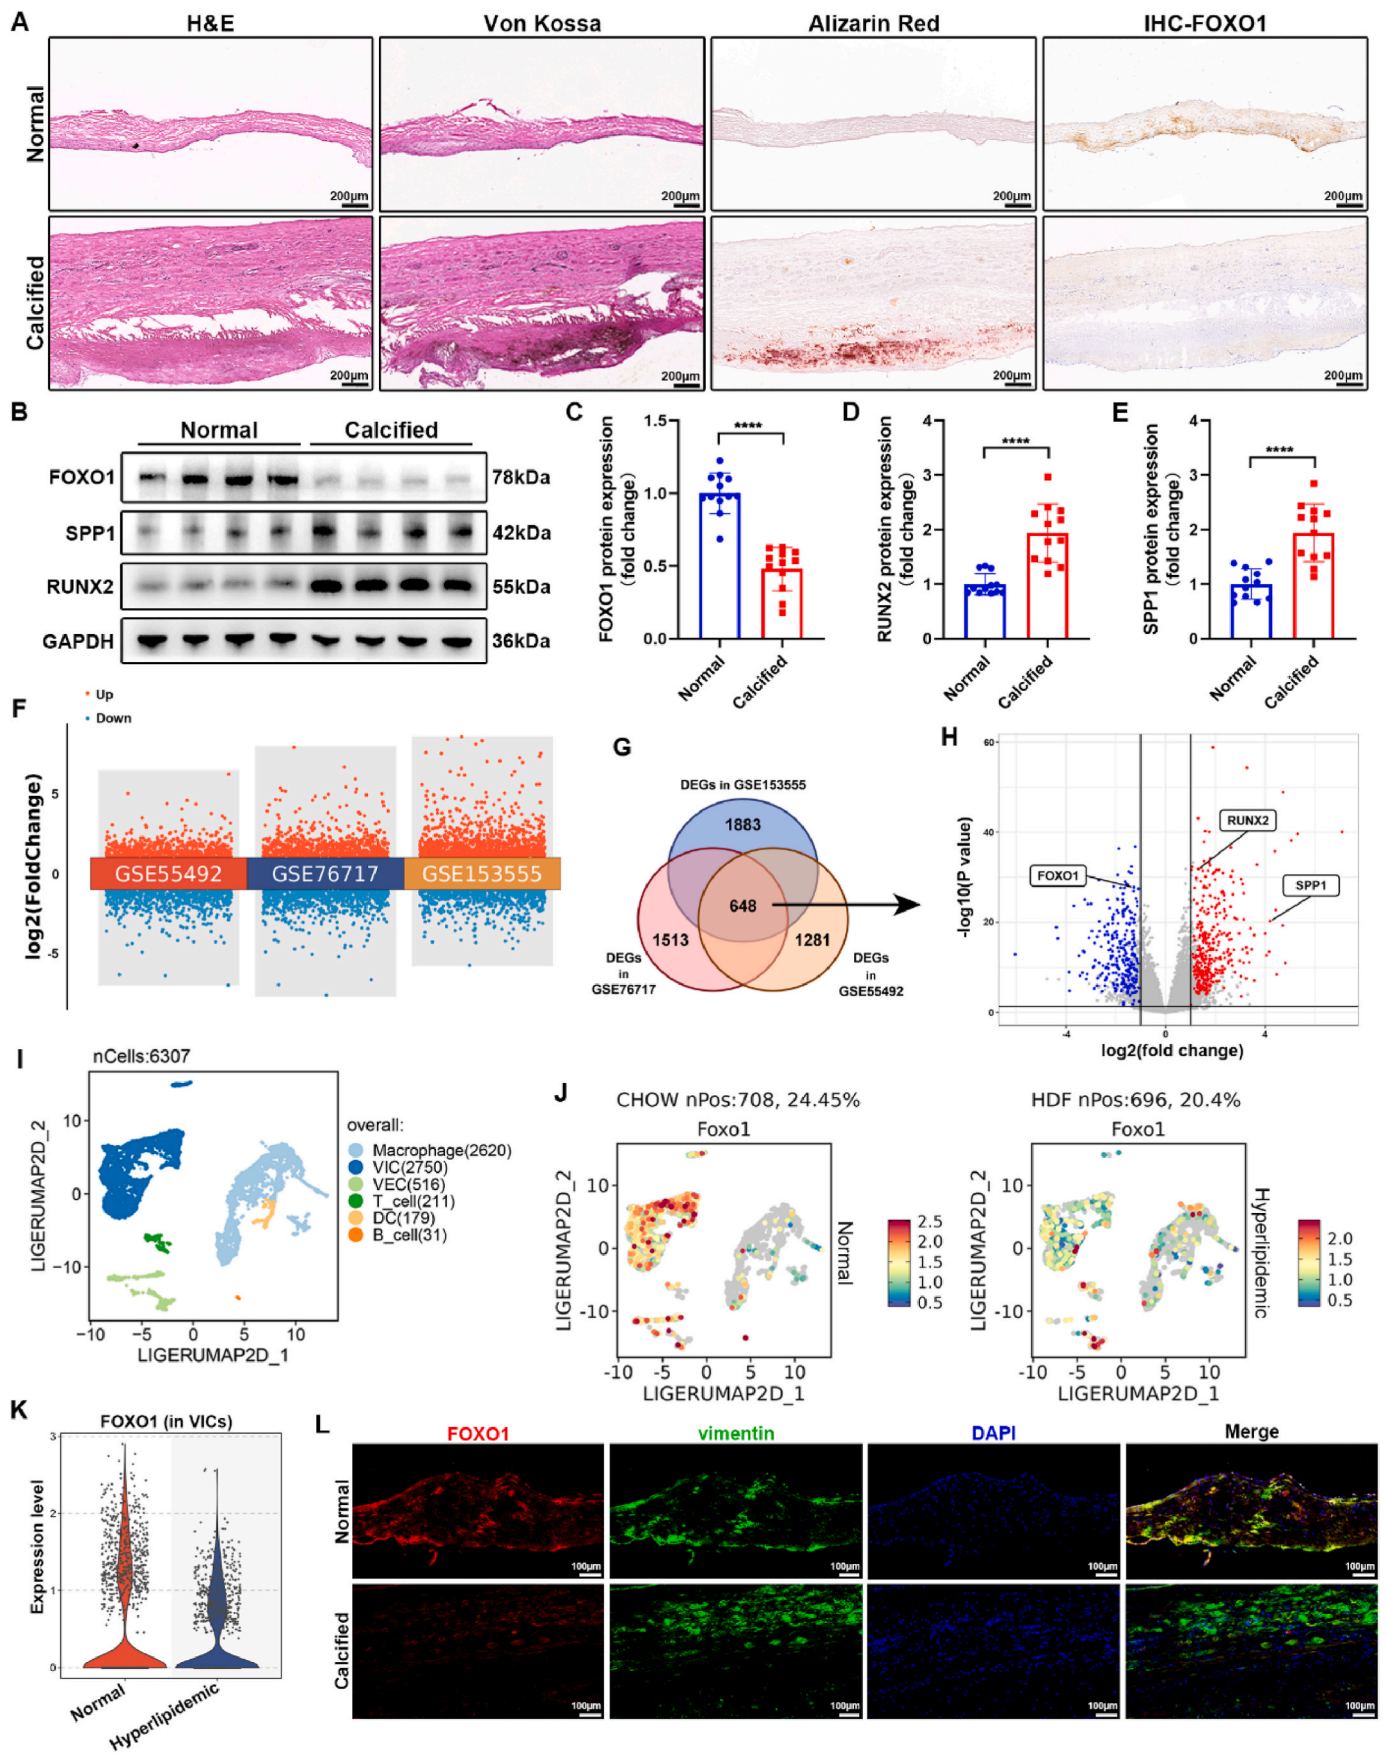 A
H&E
Von Kossa
Alizarin Red
IHC-FOXO1
Normal
200μm
200μm
200μm
200μm
Calcified
200μm
200μm
200μm
200μm
B
Normal
Calcified
FOXO1
78kDa
SPP1
42kDa
RUNX2
55kDa
GAPDH
36kDa
C
FOXO1 protein expression
(fold change)
1.5
1.0
0.5
0.0
****
Normal
Calcified
D
RUNX2 protein expression
(fold change)
4
3
2
1
0
****
Normal
Calcified
E
SPP1 protein expression
(fold change)
4
3
2
1
0
****
Normal
Calcified
F
Up
Down
log2(FoldChange)
5
0
-5
GSE55492
GSE76717
GSE153555
G
DEGs in GSE153555
1883
648
1513
1281
DEGs
in
GSE76717
DEGs
in
GSE55492
H
-log10(P value)
60
40
20
0
RUNX2
FOXO1
SPP1
-4
0
4
log2(fold change)
I
nCells:6307
LIGERUMAP2D_2
10
0
−10
−10
−5
0
5
10
LIGERUMAP2D_1
overall:
Macrophage(2620)
VIC(2750)
VEC(516)
T_cell(211)
DC(179)
B_cell(31)
J
CHOW nPos:708, 24.45%
Foxo1
LIGERUMAP2D_2
10
0
-10
-10
-5
0
5
10
LIGERUMAP2D_1
Normal
2.5
2.0
1.5
1.0
0.5
HDF nPos:696, 20.4%
Foxo1
LIGERUMAP2D_2
10
0
-10
-10
-5
0
5
10
LIGERUMAP2D_1
Hyperlipidemic
2.0
1.5
1.0
0.5
K
FOXO1 (in VICs)
Expression level
3
2
1
0
Normal
Hyperlipidemic
L
FOXO1
vimentin
DAPI
Merge
Normal
100μm
100μm
100μm
100μm
Calcified
100μm
100μm
100μm
100μm